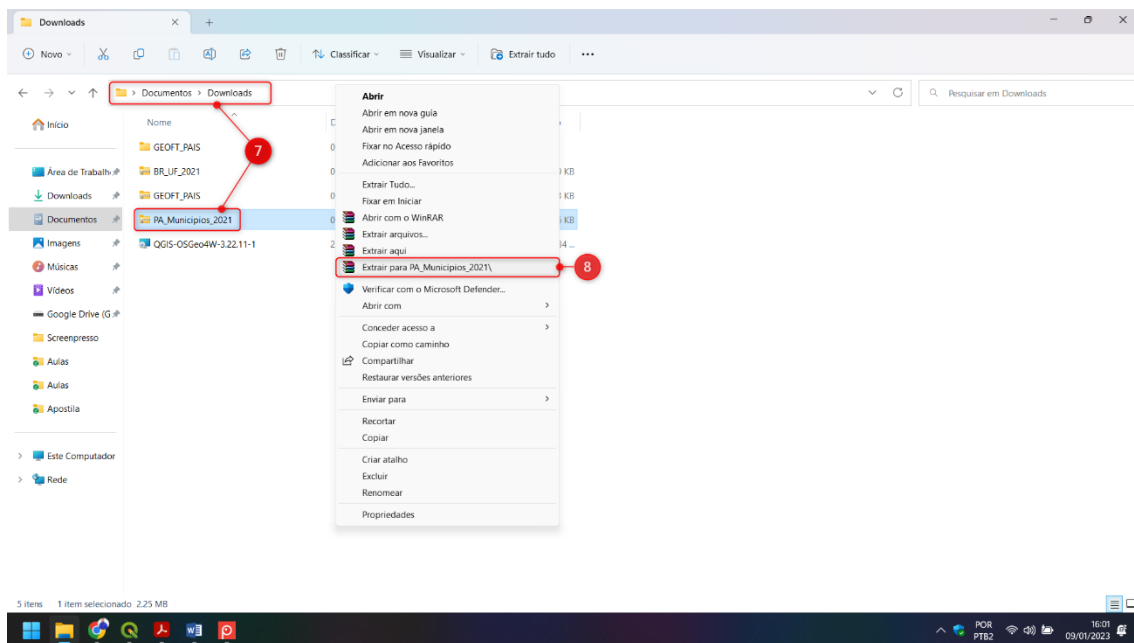 Downloads
Novo
Classificar
Visualizar
Extrair tudo
Documentos > Downloads
Pesquisar em Downloads
Início
Área de Trabalh
Downloads
Documentos
Imagens
Músicas
Vídeos
Google Drive (G
Screenpresso
Aulas
Aulas
Apostila
Este Computador
Rede
Nome
GEOFT_PAIS
BR_UF_2021
GEOFT_PAIS
PA_Municipios_2021
QGIS-OSGeo4W-3.22.11-1
7
KB
KB
KB
Abrir
Abrir em nova guia
Abrir em nova janela
Fixar no Acesso rápido
Adicionar aos Favoritos
Extrair Tudo...
Fixar em Iniciar
Abrir com o WinRAR
Extrair arquivos...
Extrair aqui
Extrair para PA_Municipios_2021\
8
Verificar com o Microsoft Defender...
Abrir com
Conceder acesso a
Copiar como caminho
Compartilhar
Restaurar versões anteriores
Enviar para
Recortar
Copiar
Criar atalho
Excluir
Renomear
Propriedades
5 itens 1 item selecionado 2,25 MB
POR
PTB2
16:01
09/01/2023